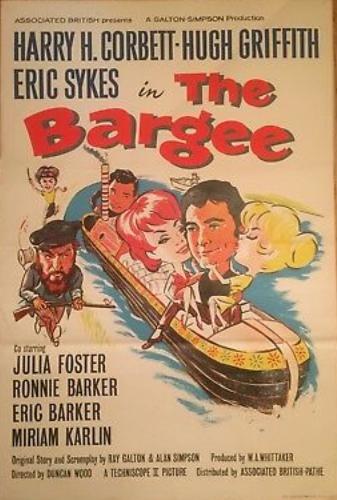 ASSOCIATED BRITISH presents A GALTON-SIMPSON Production
HARRY H. CORBETT · HUGH GRIFFITH
ERIC SYKES in The
Bargee
Co starring
JULIA FOSTER
RONNIE BARKER
ERIC BARKER
MIRIAM KARLIN
Original Story and Screenplay by RAY GALTON & ALAN SIMPSON Produced by W.A.WHITTAKER
Directed by DUNCAN WOOD A TECHNISCOPE PICTURE Distributed by ASSOCIATED BRITISH-PATHE